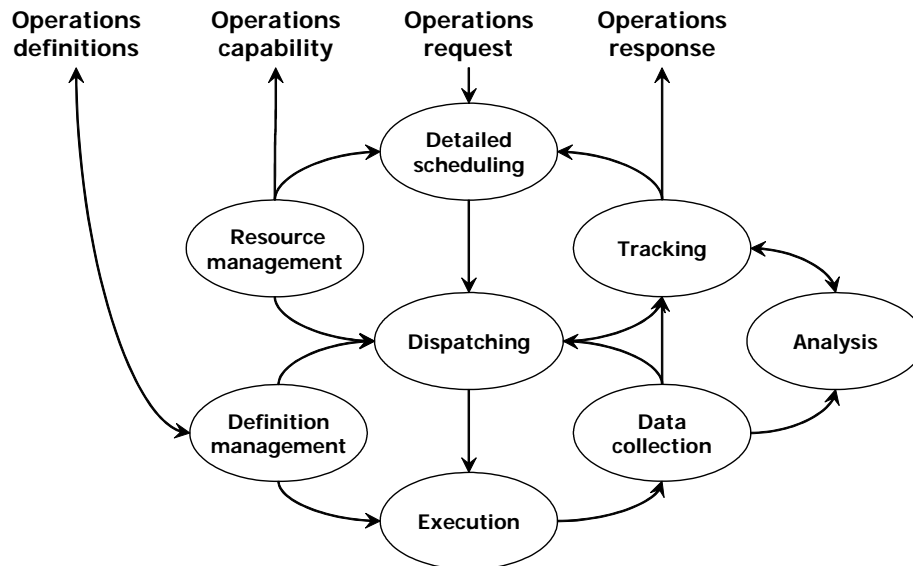 Operations
definitions
Operations
capability
Operations
request
Operations
response
Detailed
scheduling
Resource
management
Tracking
Dispatching
Analysis
Definition
management
Data
collection
Execution